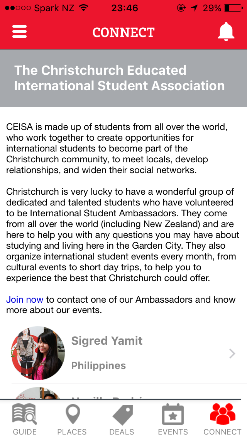 Spark NZ 23:46 29%
CONNECT
The Christchurch Educated
International Student Association
CEISA is made up of students from all over the world,
who work together to create opportunities for
international students to become part of the
Christchurch community, to meet locals, develop
relationships, and widen their social networks.
Christchurch is very lucky to have a wonderful group of
dedicated and talented students who have volunteered
to be International Student Ambassadors. They come
from all over the world (including New Zealand) and are
here to help you with any questions you may have about
studying and living here in the Garden City. They also
organize international student events every month, from
cultural events to short day trips, to help you to
experience the best that Christchurch could offer.
Join now to contact one of our Ambassadors and know
more about our events.
Sigred Yamit
Philippines
GUIDE PLACES DEALS EVENTS CONNECT